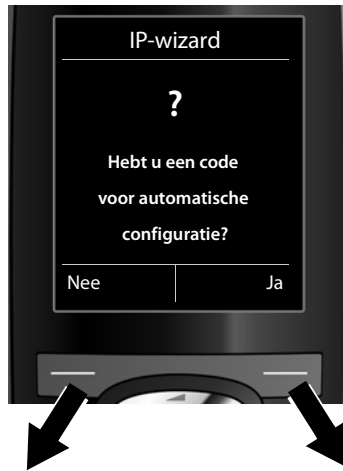 IP-wizard
?
Hebt u een code
voor automatische
configuratie?
Nee Ja